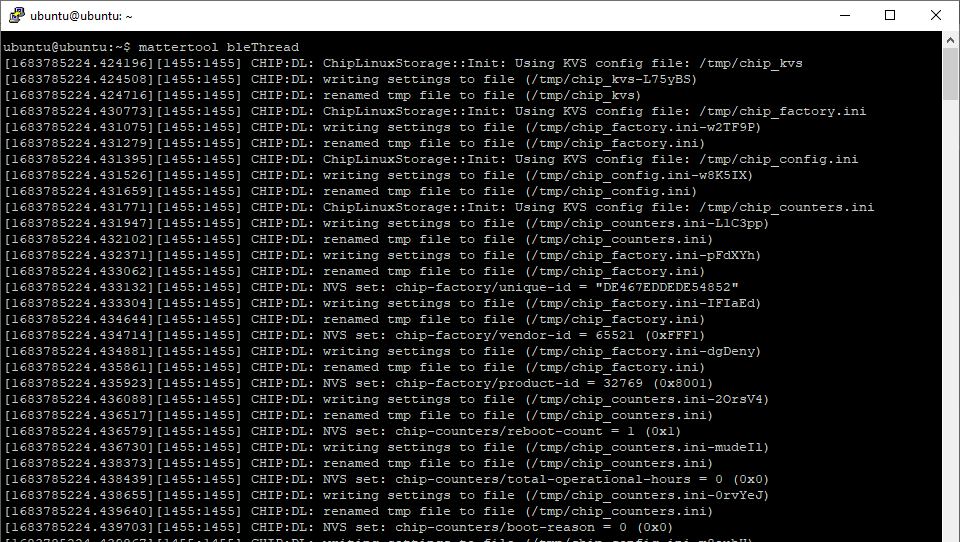 ubuntu@ubuntu: ~
ubuntu@ubuntu:~$ mattertool bleThread
[1683785224.424196][1455:1455] CHIP:DL: ChipLinuxStorage::Init: Using KVS config file: /tmp/chip_kvs
[1683785224.424508][1455:1455] CHIP:DL: writing settings to file (/tmp/chip_kvs-L75yBS)
[1683785224.424716][1455:1455] CHIP:DL: renamed tmp file to file (/tmp/chip_kvs)
[1683785224.430773][1455:1455] CHIP:DL: ChipLinuxStorage::Init: Using KVS config file: /tmp/chip_factory.ini
[1683785224.431075][1455:1455] CHIP:DL: writing settings to file (/tmp/chip_factory.ini-w2TF9P)
[1683785224.431279][1455:1455] CHIP:DL: renamed tmp file to file (/tmp/chip_factory.ini)
[1683785224.431395][1455:1455] CHIP:DL: ChipLinuxStorage::Init: Using KVS config file: /tmp/chip_config.ini
[1683785224.431526][1455:1455] CHIP:DL: writing settings to file (/tmp/chip_config.ini-w8K5IX)
[1683785224.431659][1455:1455] CHIP:DL: renamed tmp file to file (/tmp/chip_config.ini)
[1683785224.431771][1455:1455] CHIP:DL: ChipLinuxStorage::Init: Using KVS config file: /tmp/chip_counters.ini
[1683785224.431947][1455:1455] CHIP:DL: writing settings to file (/tmp/chip_counters.ini-LlC3pp)
[1683785224.432102][1455:1455] CHIP:DL: renamed tmp file to file (/tmp/chip_counters.ini)
[1683785224.432371][1455:1455] CHIP:DL: writing settings to file (/tmp/chip_factory.ini-pFdXYh)
[1683785224.433062][1455:1455] CHIP:DL: renamed tmp file to file (/tmp/chip_factory.ini)
[1683785224.433132][1455:1455] CHIP:DL: NVS set: chip-factory/unique-id = "DE467EDDEDE54852"
[1683785224.433304][1455:1455] CHIP:DL: writing settings to file (/tmp/chip_factory.ini-IFIaEd)
[1683785224.434644][1455:1455] CHIP:DL: renamed tmp file to file (/tmp/chip_factory.ini)
[1683785224.434714][1455:1455] CHIP:DL: NVS set: chip-factory/vendor-id = 65521 (0xFFF1)
[1683785224.434881][1455:1455] CHIP:DL: writing settings to file (/tmp/chip_factory.ini-dgDeny)
[1683785224.435861][1455:1455] CHIP:DL: renamed tmp file to file (/tmp/chip_factory.ini)
[1683785224.435923][1455:1455] CHIP:DL: NVS set: chip-factory/product-id = 32769 (0x8001)
[1683785224.436088][1455:1455] CHIP:DL: writing settings to file (/tmp/chip_counters.ini-2OrsV4)
[1683785224.436517][1455:1455] CHIP:DL: renamed tmp file to file (/tmp/chip_counters.ini)
[1683785224.436579][1455:1455] CHIP:DL: NVS set: chip-counters/reboot-count = 1 (0x1)
[1683785224.436730][1455:1455] CHIP:DL: writing settings to file (/tmp/chip_counters.ini-mudeI1)
[1683785224.438373][1455:1455] CHIP:DL: renamed tmp file to file (/tmp/chip_counters.ini)
[1683785224.438439][1455:1455] CHIP:DL: NVS set: chip-counters/total-operational-hours = 0 (0x0)
[1683785224.438655][1455:1455] CHIP:DL: writing settings to file (/tmp/chip_counters.ini-0rvYeJ)
[1683785224.439640][1455:1455] CHIP:DL: renamed tmp file to file (/tmp/chip_counters.ini)
[1683785224.439703][1455:1455] CHIP:DL: NVS set: chip-counters/boot-reason = 0 (0x0)